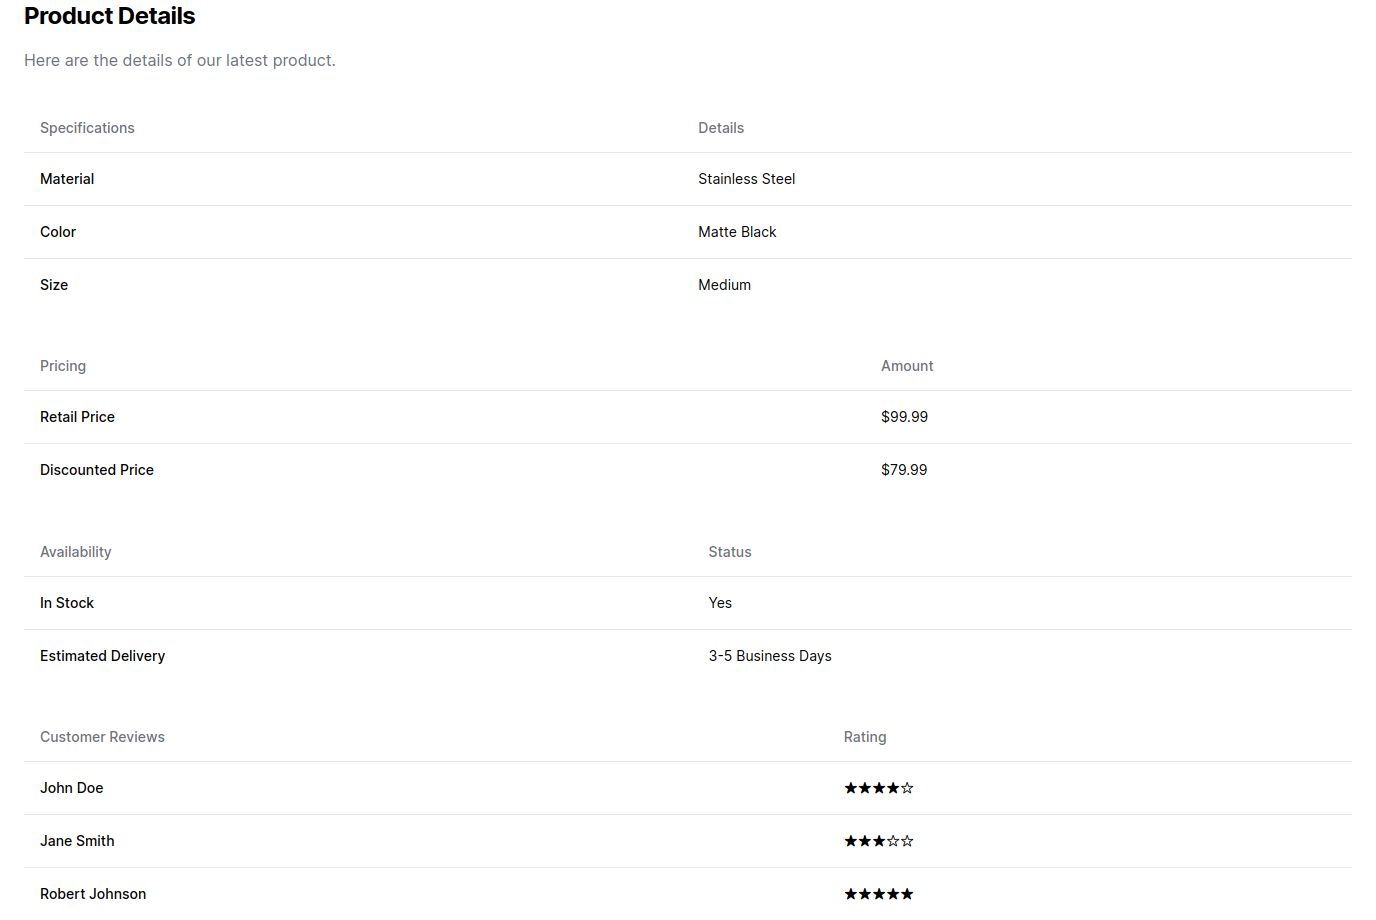 Product Details
Here are the details of our latest product.
Specifications Details
Material Stainless Steel
Color Matte Black
Size Medium
Pricing Amount
Retail Price $99.99
Discounted Price $79.99
Availability Status
In Stock Yes
Estimated Delivery 3-5 Business Days
Customer Reviews Rating
John Doe ★★★★☆
Jane Smith ★★★☆☆
Robert Johnson ★★★★★